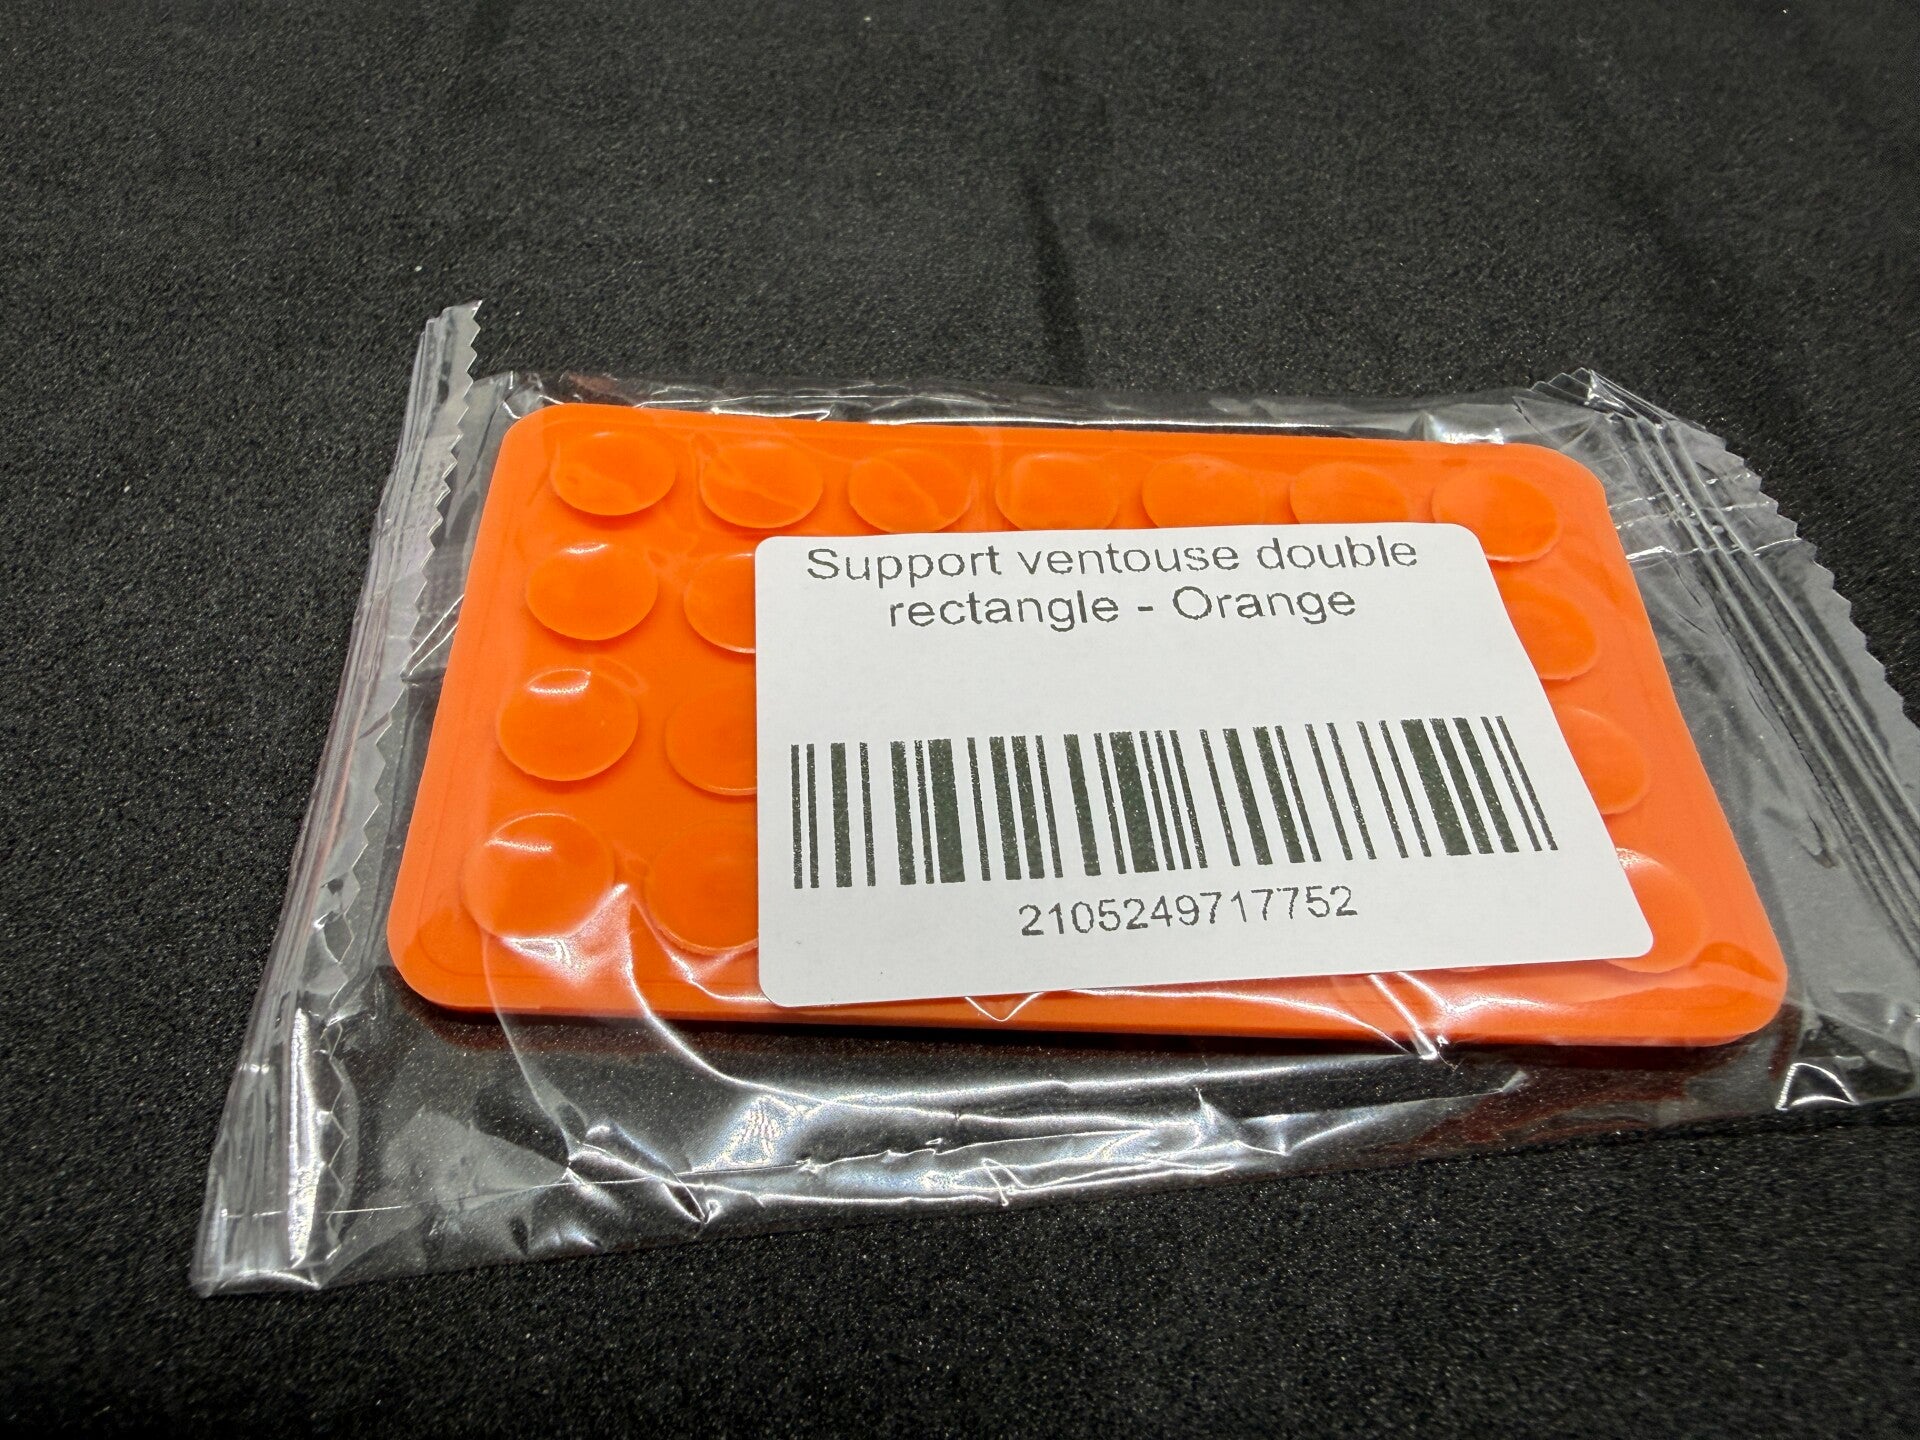 Support ventouse double
rectangle - Orange
2105249717752